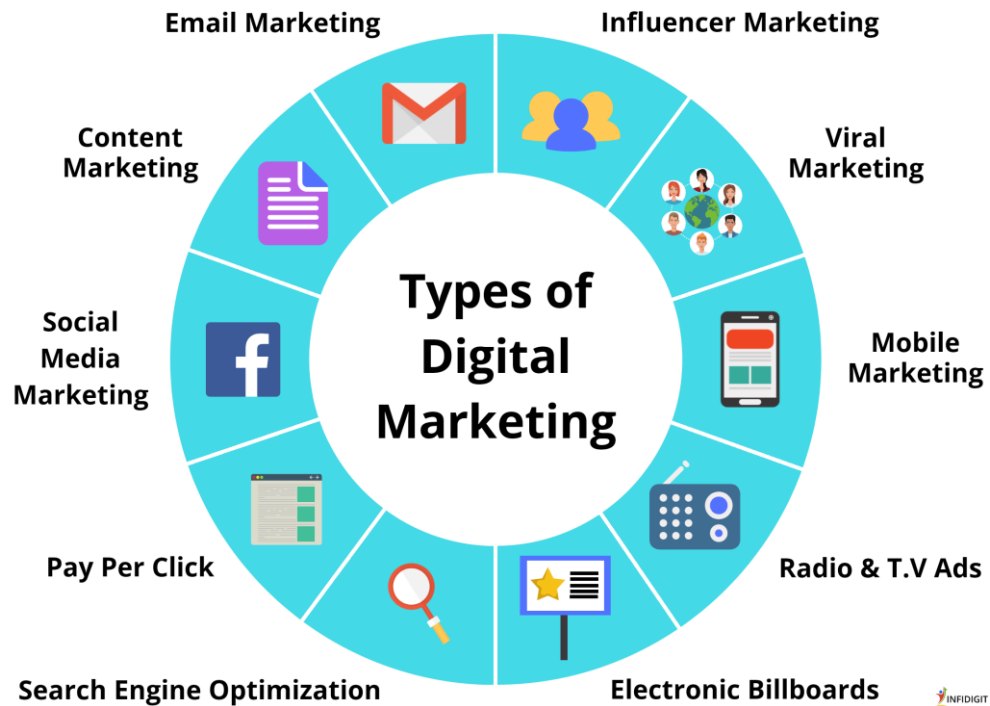 Email Marketing
Influencer Marketing
Content
Marketing
Viral
Marketing
Types of
Digital
Marketing
Social
Media
Marketing
Mobile
Marketing
Pay Per Click
Radio & T.V Ads
Search Engine Optimization
Electronic Billboards
INFIDIGIT